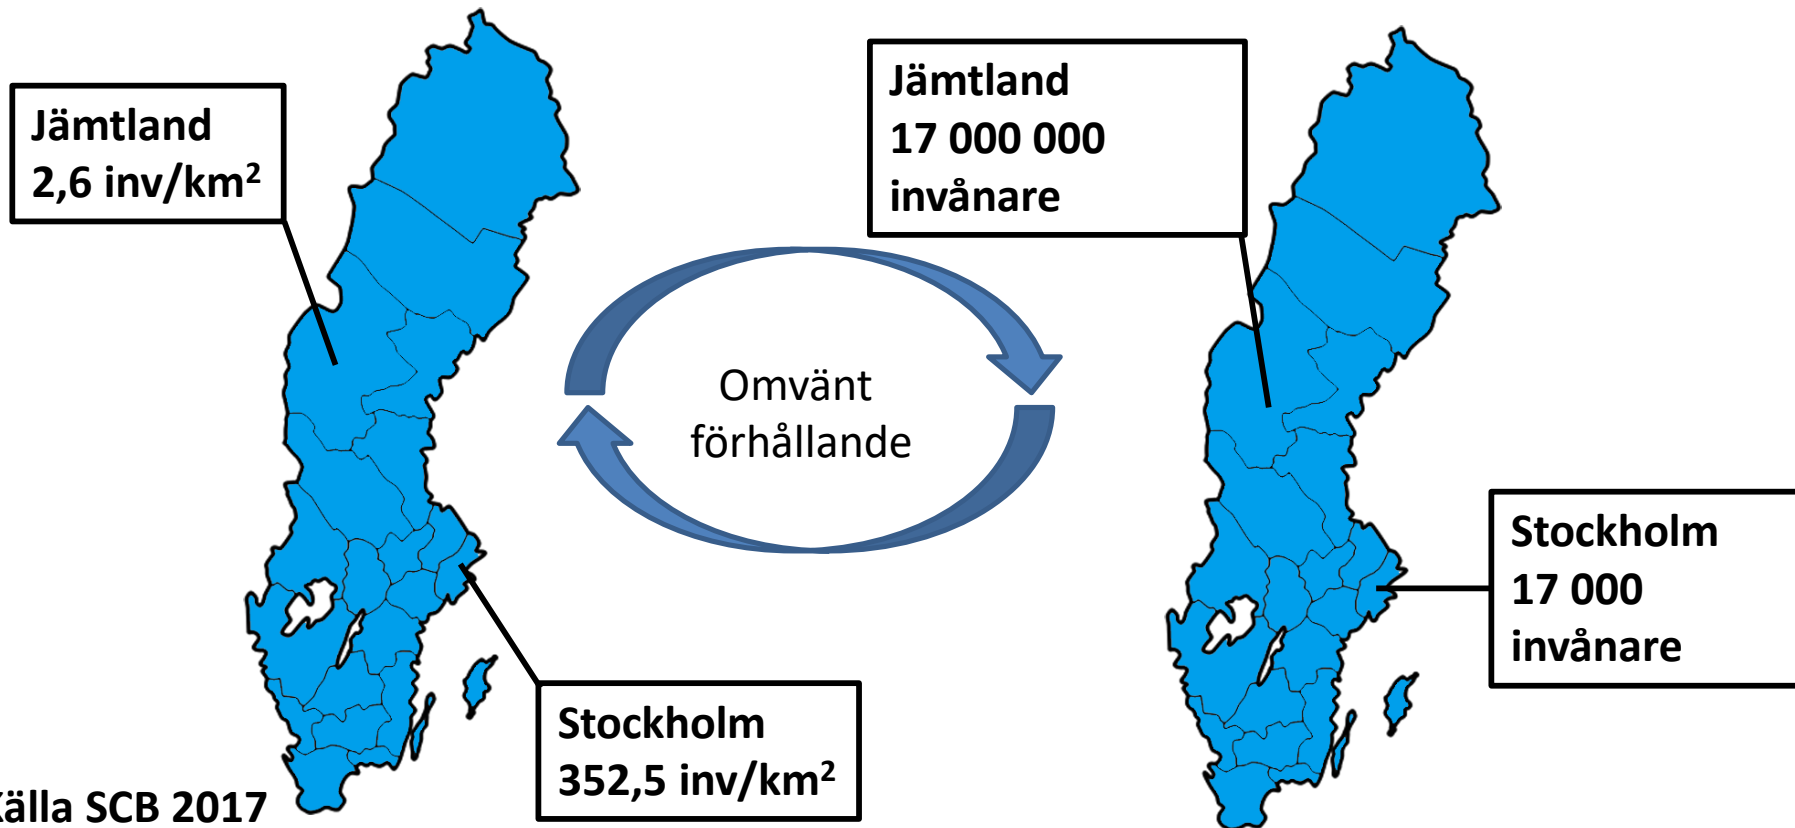 Jämtland
2,6 inv/km²
Jämtland
17 000 000
invånare
Omvänt
förhållande
Stockholm
17 000
invånare
Stockholm
352,5 inv/km²
Källa SCB 2017